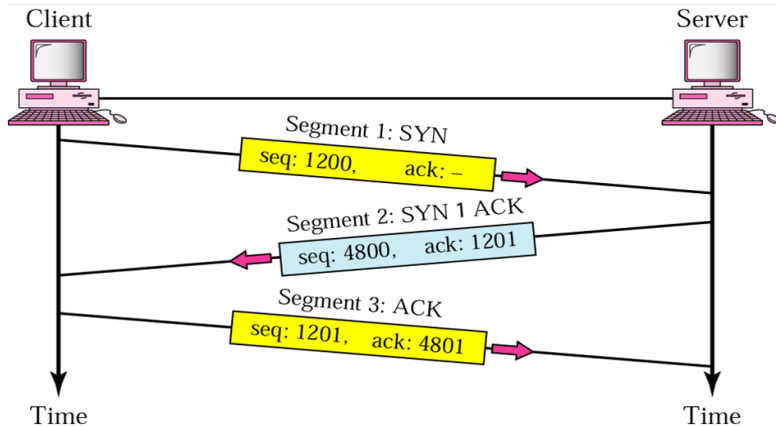 Client
Server
Segment 1: SYN
seq: 1200, ack: –
Segment 2: SYN 1 ACK
seq: 4800, ack: 1201
Segment 3: ACK
seq: 1201, ack: 4801
Time
Time